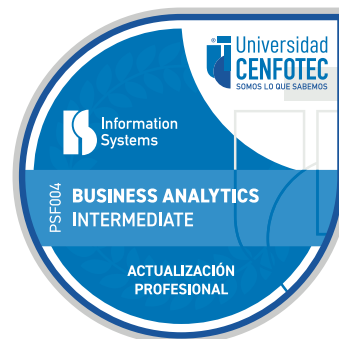 Universidad
CENFOTEC
SOMOS LO QUE SABEMOS
Information
Systems
PSF004
BUSINESS ANALYTICS
INTERMEDIATE
ACTUALIZACIÓN
PROFESIONAL